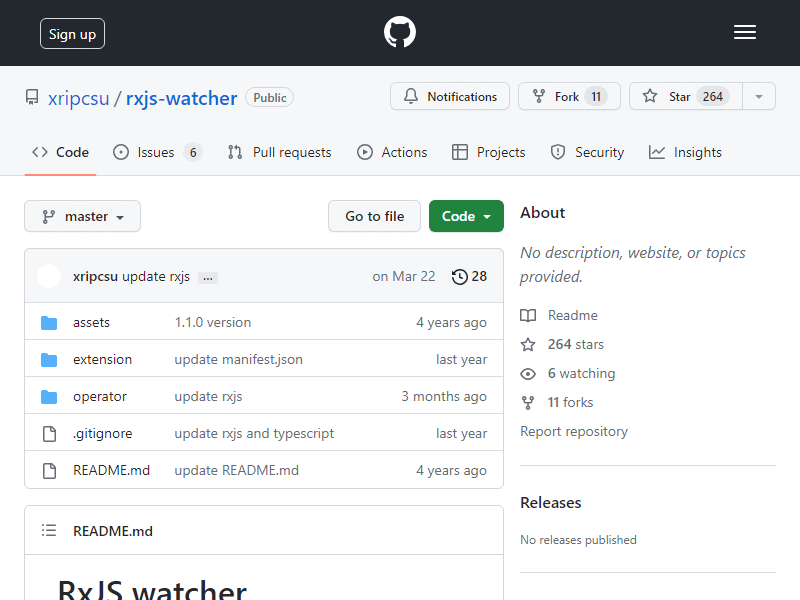 Sign up
xripcsu / rxjs-watcher Public
Notifications Fork 11 Star 264
Code Issues 6 Pull requests Actions Projects Security Insights
master Go to file Code
xripcsu update rxjs ... on Mar 22 28
assets 1.1.0 version 4 years ago
extension update manifest.json last year
operator update rxjs 3 months ago
.gitignore update rxjs and typescript last year
README.md update README.md 4 years ago
README.md
RxJS watcher
About
No description, website, or topics
provided.
Readme
264 stars
6 watching
11 forks
Report repository
Releases
No releases published